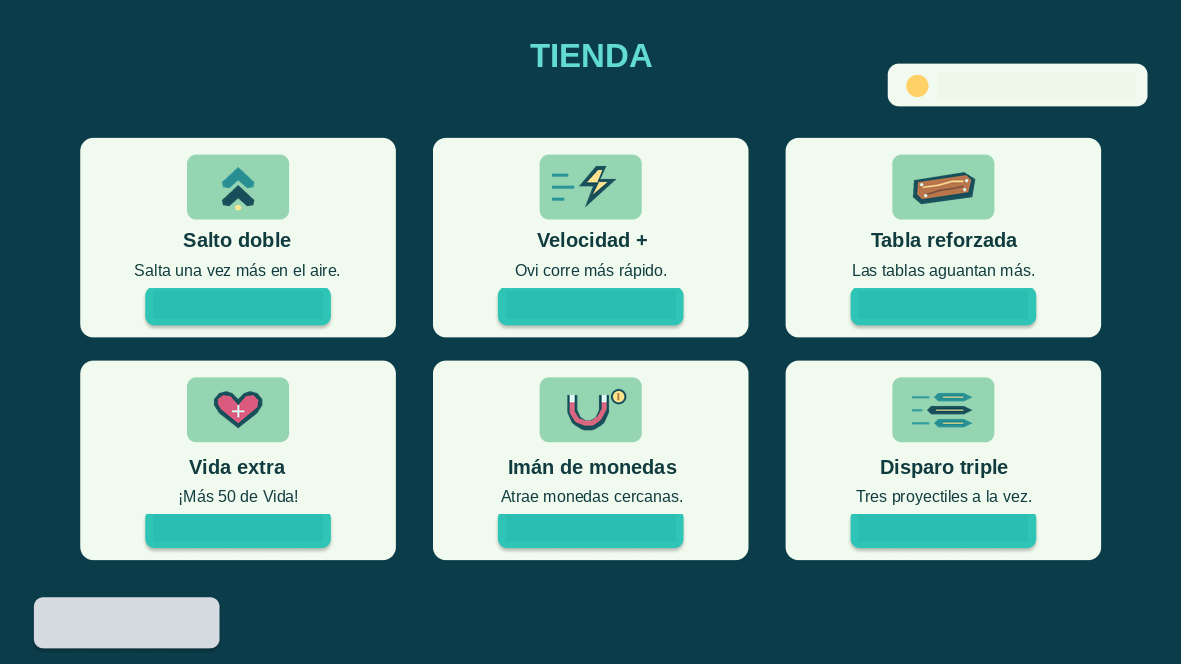 TIENDA
Salto doble
Salta una vez más en el aire.
Velocidad +
Ovi corre más rápido.
Tabla reforzada
Las tablas aguantan más.
Vida extra
¡Más 50 de Vida!
Imán de monedas
Atrae monedas cercanas.
Disparo triple
Tres proyectiles a la vez.